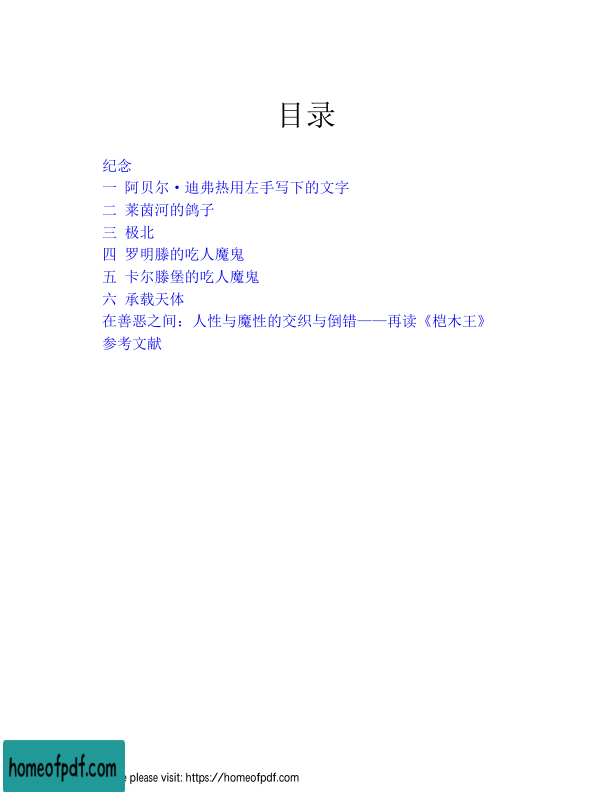 目录
纪念
一 阿贝尔·迪弗热用左手写下的文字
二 莱茵河的鸽子
三 极北
四 罗明滕的吃人魔鬼
五 卡尔滕堡的吃人魔鬼
六 承载天体
在善恶之间：人性与魔性的交织与倒错——再读《桤木王》
参考文献
homeofpdf.com
please visit: https://homeofpdf.com